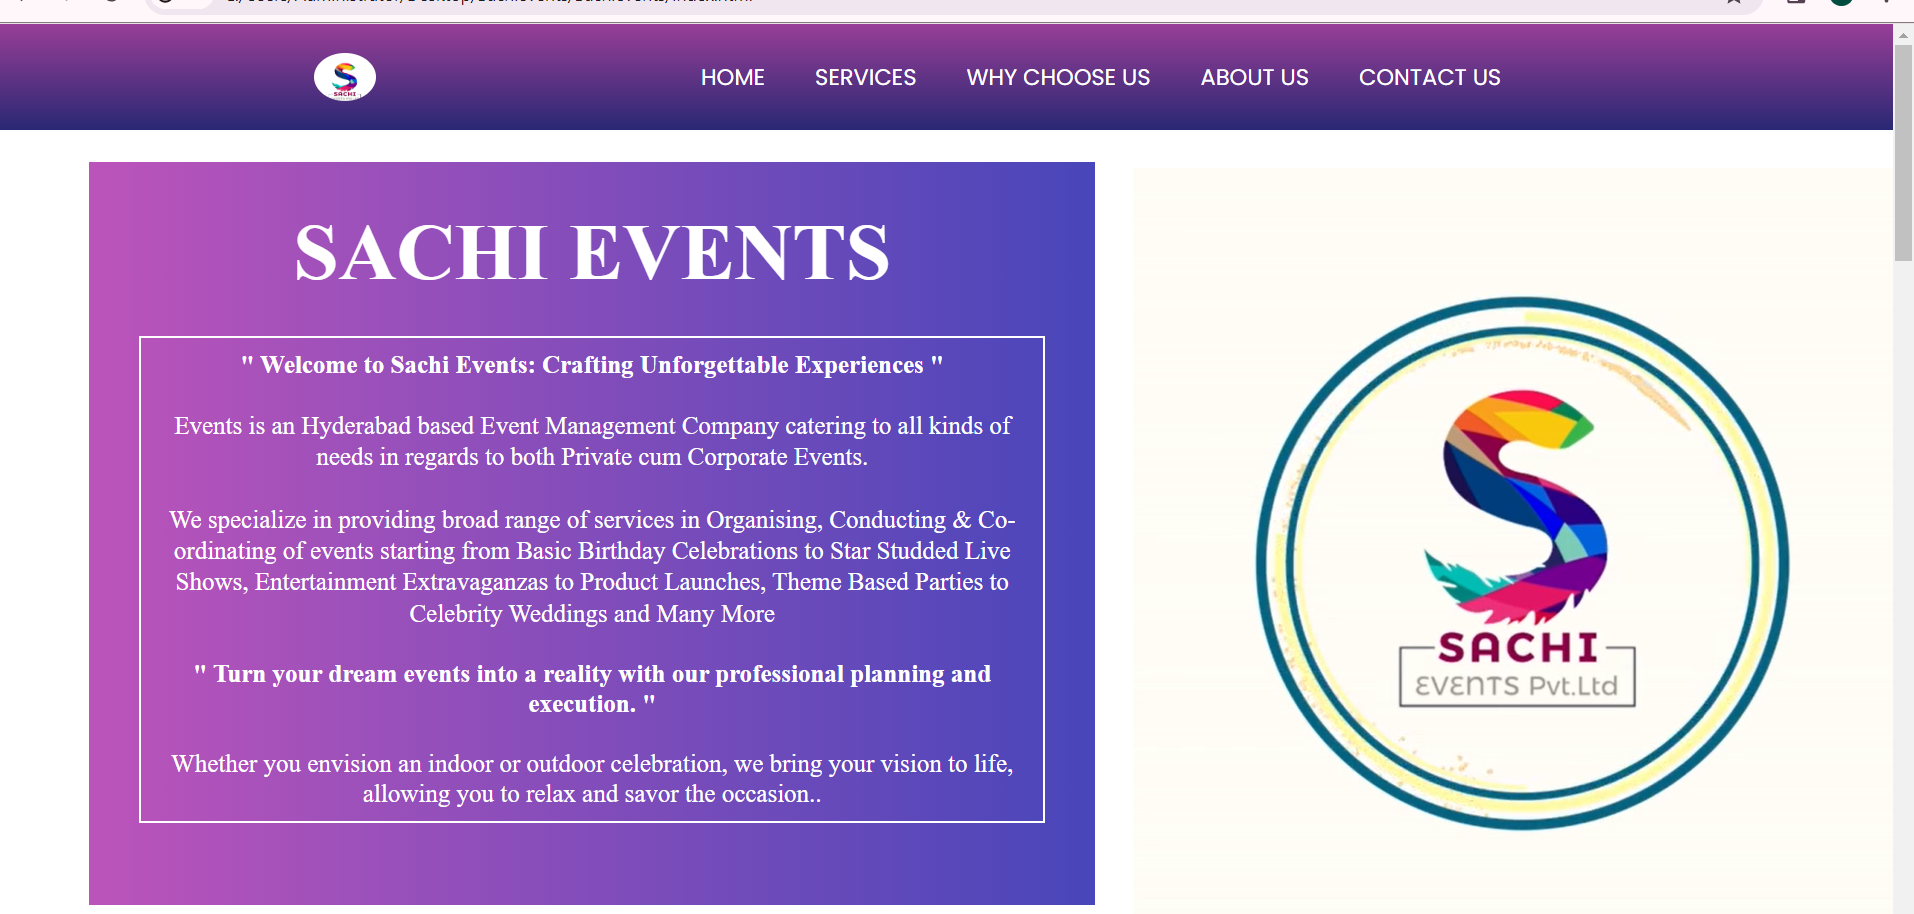 SACHI
HOME SERVICES WHY CHOOSE US ABOUT US CONTACT US
SACHI EVENTS
" Welcome to Sachi Events: Crafting Unforgettable Experiences "
Events is an Hyderabad based Event Management Company catering to all kinds of
needs in regards to both Private cum Corporate Events.
We specialize in providing broad range of services in Organising, Conducting & Co-
ordinating of events starting from Basic Birthday Celebrations to Star Studded Live
Shows, Entertainment Extravaganzas to Product Launches, Theme Based Parties to
Celebrity Weddings and Many More
" Turn your dream events into a reality with our professional planning and
execution. "
Whether you envision an indoor or outdoor celebration, we bring your vision to life,
allowing you to relax and savor the occasion..
SACHI
EVENTS Pvt.Ltd